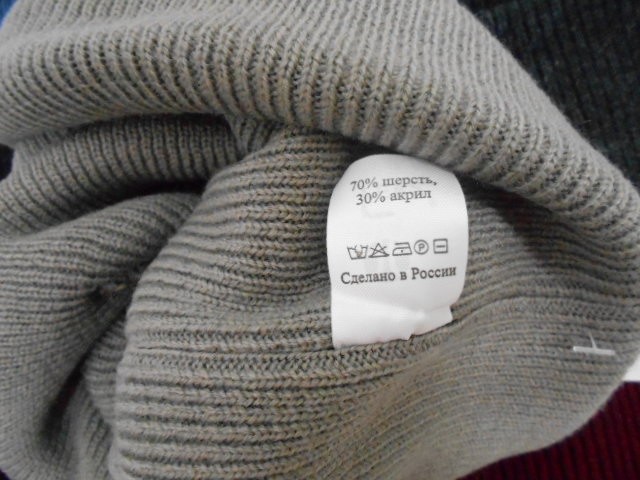 70% шерсть,
30% акрил
Сделано в России